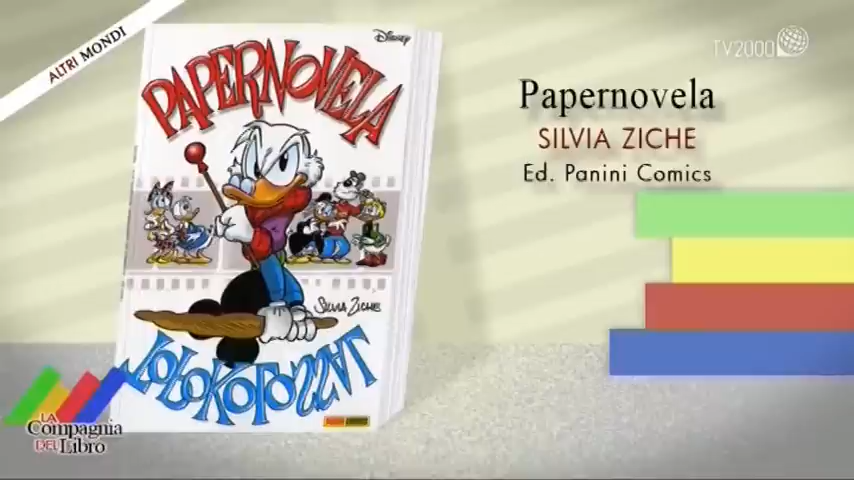 ALTRI MONDI
TV2000
Disney
PAPERNOVELA
SILVIA ZICHE
Papernovela
SILVIA ZICHE
Ed. Panini Comics
LA
COMPAGNIA
DEL LIBRO